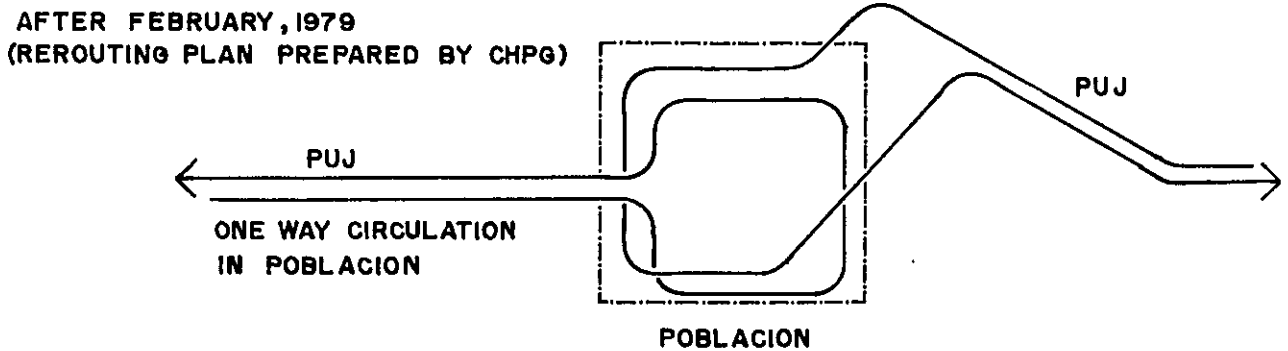 AFTER FEBRUARY, 1979
(REROUTING PLAN PREPARED BY CHPG)
PUJ
PUJ
ONE WAY CIRCULATION
IN POBLACION
POBLACION